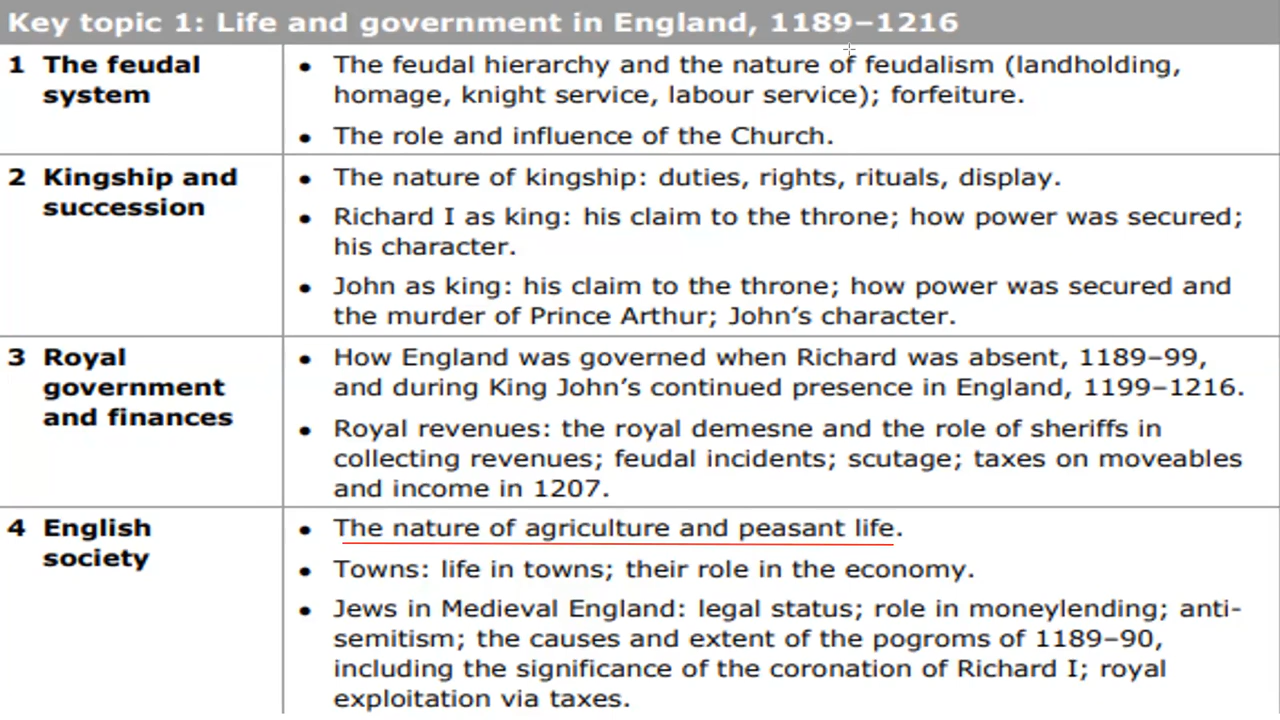 Key topic 1: Life and government in England, 1189–1216
1 The feudal
system
• The feudal hierarchy and the nature of feudalism (landholding,
homage, knight service, labour service); forfeiture.
• The role and influence of the Church.
2 Kingship and
succession
• The nature of kingship: duties, rights, rituals, display.
• Richard I as king: his claim to the throne; how power was secured;
his character.
• John as king: his claim to the throne; how power was secured and
the murder of Prince Arthur; John’s character.
3 Royal
government
and finances
• How England was governed when Richard was absent, 1189–99,
and during King John’s continued presence in England, 1199–1216.
• Royal revenues: the royal demesne and the role of sheriffs in
collecting revenues; feudal incidents; scutage; taxes on moveables
and income in 1207.
4 English
society
• The nature of agriculture and peasant life.
• Towns: life in towns; their role in the economy.
• Jews in Medieval England: legal status; role in moneylending; anti-
semitism; the causes and extent of the pogroms of 1189–90,
including the significance of the coronation of Richard I; royal
exploitation via taxes.